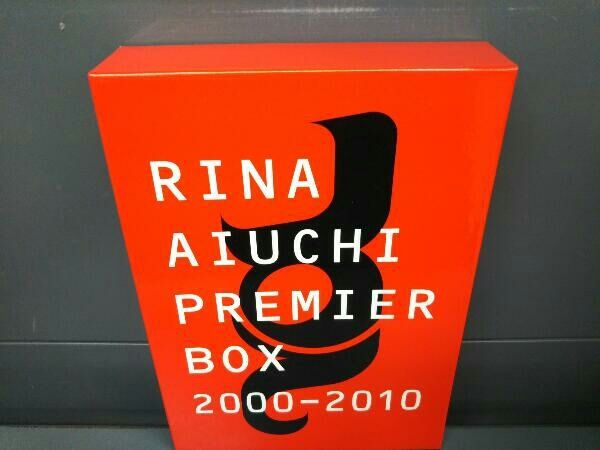 RINA
AIUCHI
PREMIER
BOX
2000-2010